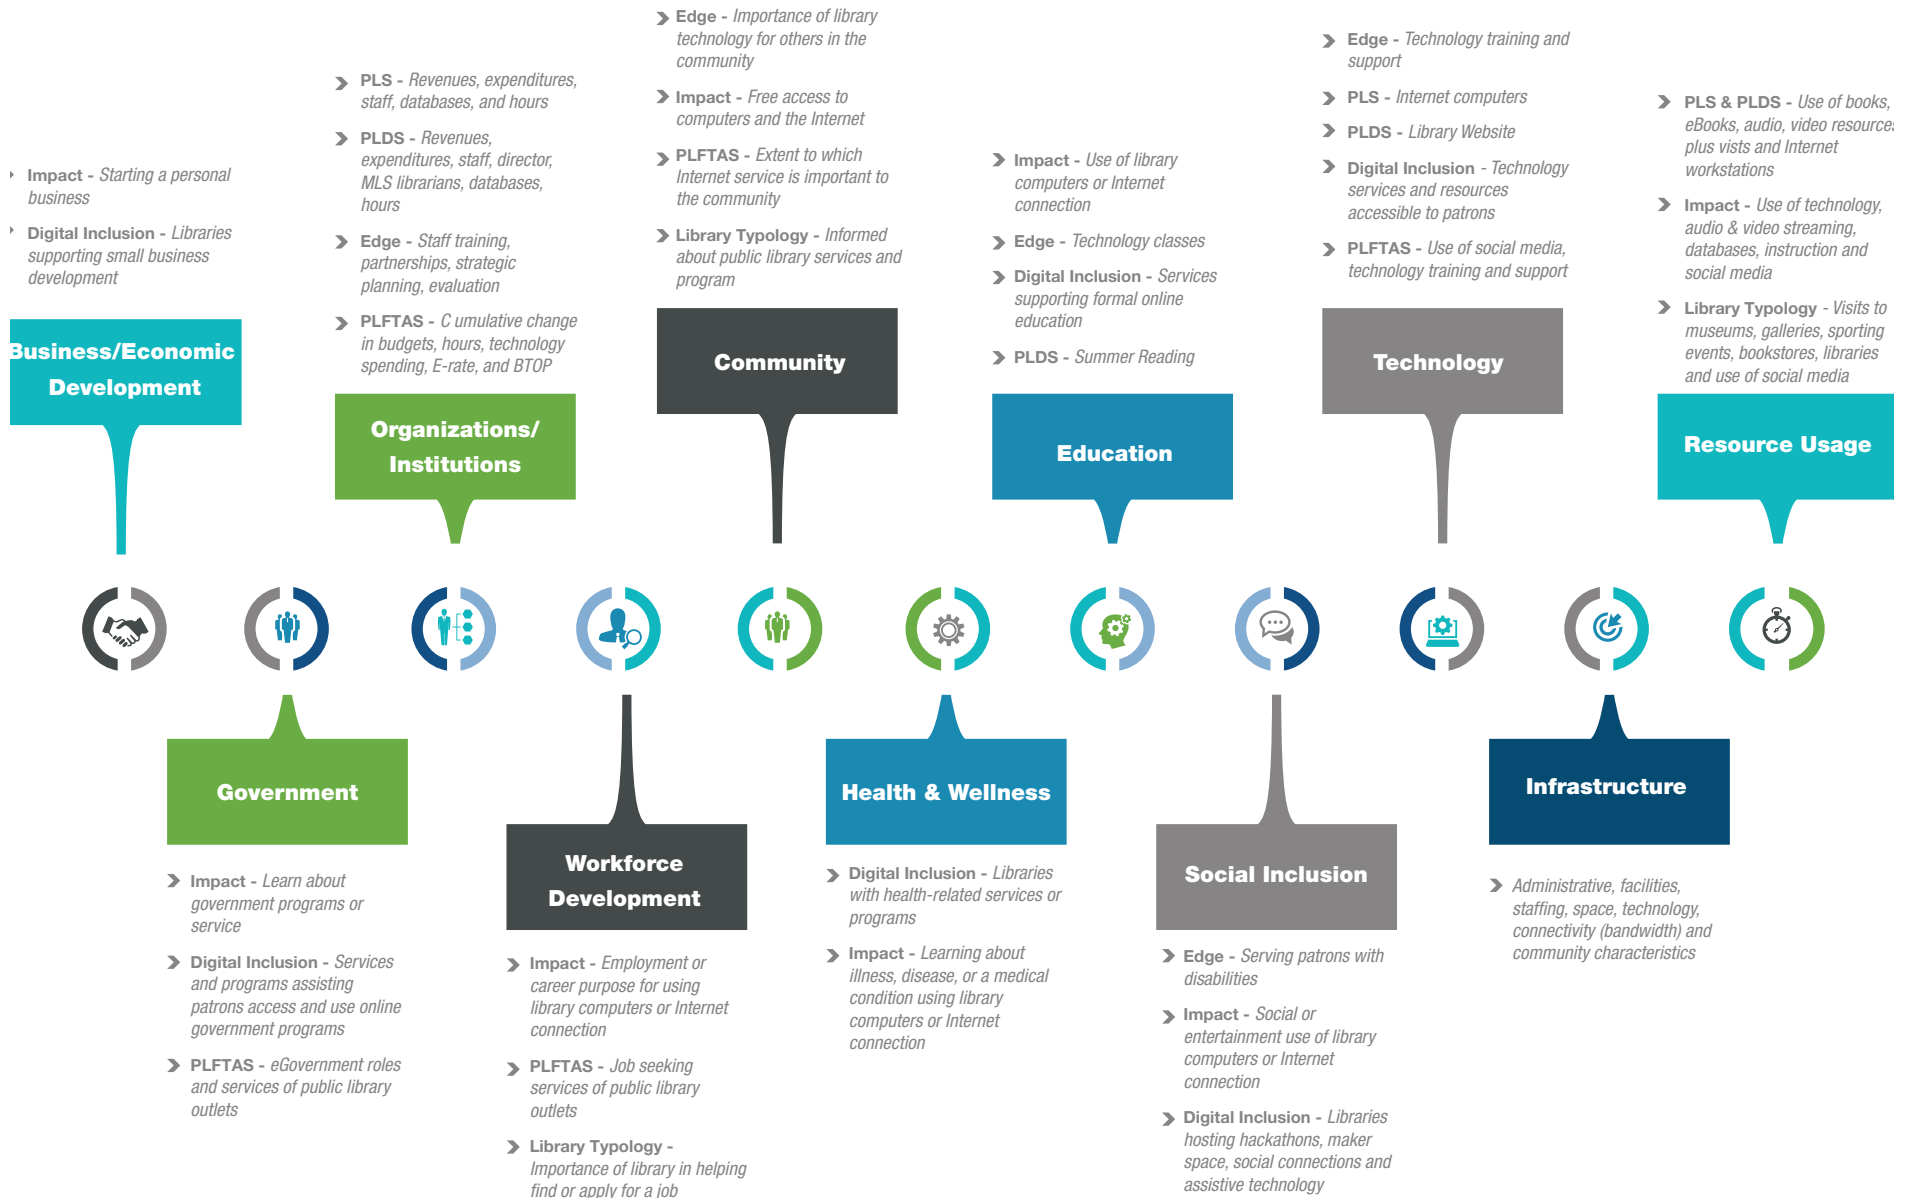 Impact - Starting a personal
business
Digital Inclusion - Libraries
supporting small business
development
Business/Economic
Development
PLS - Revenues, expenditures,
staff, databases, and hours
PLDS - Revenues,
expenditures, staff, director,
MLS librarians, databases,
hours
Edge - Staff training,
partnerships, strategic
planning, evaluation
PLFTAS - C umulative change
in budgets, hours, technology
spending, E-rate, and BTOP
Organizations/
Institutions
Edge - Importance of library
technology for others in the
community
Impact - Free access to
computers and the Internet
PLFTAS - Extent to which
Internet service is important to
the community
Library Typology - Informed
about public library services and
program
Community
Impact - Use of library
computers or Internet
connection
Edge - Technology classes
Digital Inclusion - Services
supporting formal online
education
PLDS - Summer Reading
Education
Edge - Technology training and
support
PLS - Internet computers
PLDS - Library Website
Digital Inclusion - Technology
services and resources
accessible to patrons
PLFTAS - Use of social media,
technology training and support
Technology
PLS & PLDS - Use of books,
eBooks, audio, video resources
plus vists and Internet
workstations
Impact - Use of technology,
audio & video streaming,
databases, instruction and
social media
Library Typology - Visits to
museums, galleries, sporting
events, bookstores, libraries
and use of social media
Resource Usage
Government
Impact - Learn about
government programs or
service
Digital Inclusion - Services
and programs assisting
patrons access and use online
government programs
PLFTAS - eGovernment roles
and services of public library
outlets
Workforce
Development
Impact - Employment or
career purpose for using
library computers or Internet
connection
PLFTAS - Job seeking
services of public library
outlets
Library Typology -
Importance of library in helping
find or apply for a job
Health & Wellness
Digital Inclusion - Libraries
with health-related services or
programs
Impact - Learning about
illness, disease, or a medical
condition using library
computers or Internet
connection
Social Inclusion
Edge - Serving patrons with
disabilities
Impact - Social or
entertainment use of library
computers or Internet
connection
Digital Inclusion - Libraries
hosting hackathons, maker
space, social connections and
assistive technology
Infrastructure
Administrative, facilities,
staffing, space, technology,
connectivity (bandwidth) and
community characteristics